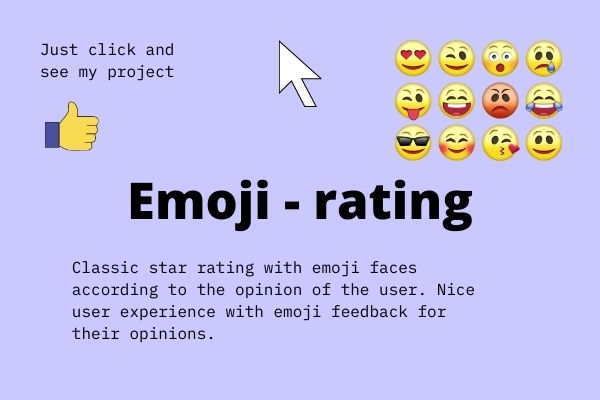 Just click and
see my project
Emoji - rating
Classic star rating with emoji faces
according to the opinion of the user. Nice
user experience with emoji feedback for
their opinions.